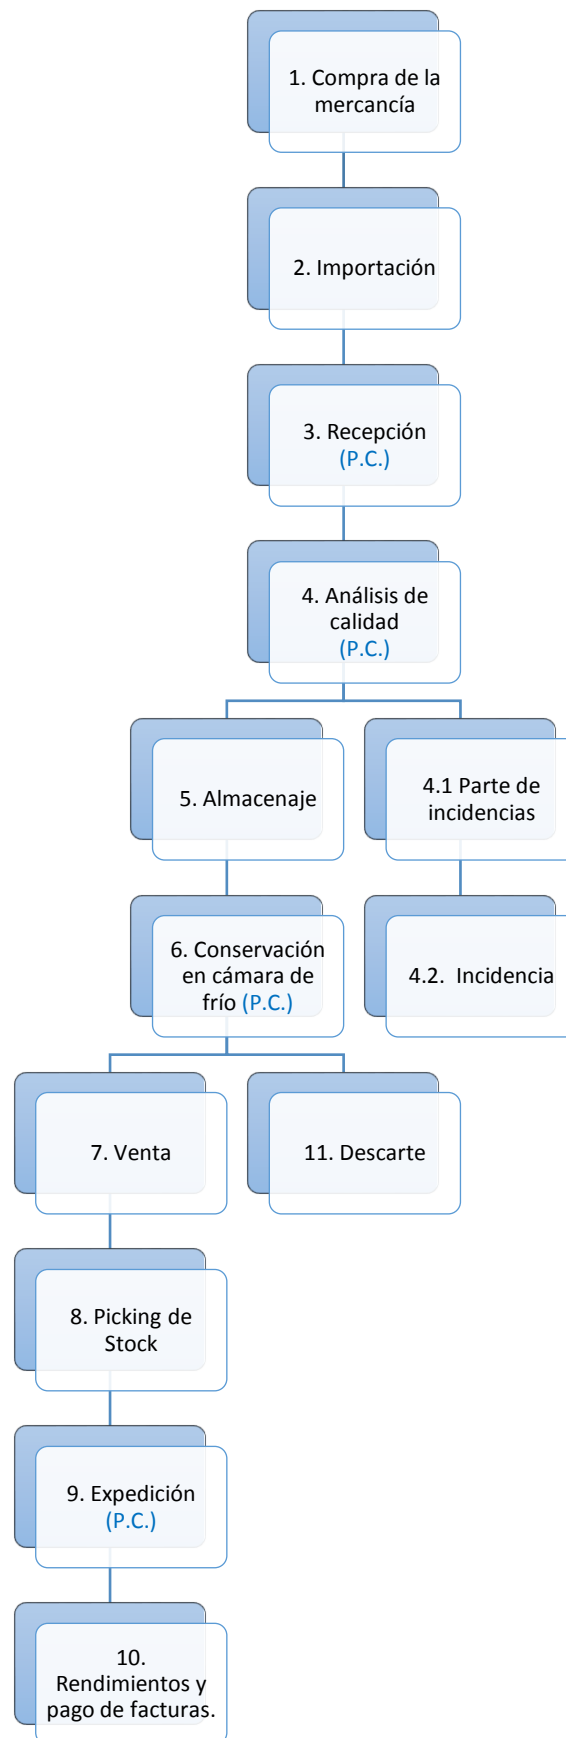 1. Compra de la
mercancía
2. Importación
3. Recepción
(P.C.)
4. Análisis de
calidad
(P.C.)
5. Almacenaje
4.1 Parte de
incidencias
6. Conservación
en cámara de
frío (P.C.)
4.2.  Incidencia
7. Venta
11. Descarte
8. Picking de
Stock
9. Expedición
(P.C.)
10.
Rendimientos y
pago de facturas.